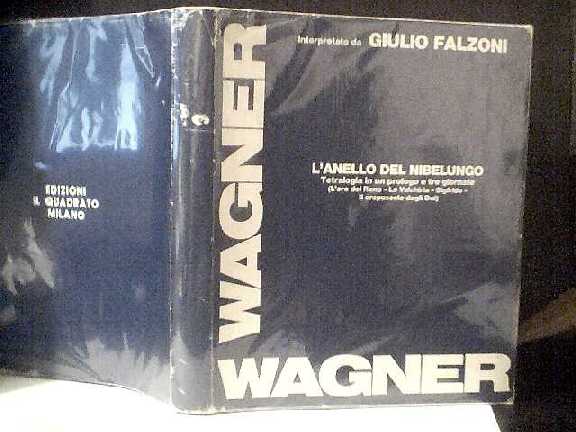 EDIZIONI
IL QUADRATO
MILANO
WAGNER
Interpretato da GIULIO FALZONI
L'ANELLO DEL NIBELUNGO
Tetralogia in un prologo e tre giornate
(L'oro del Reno - La Valchiria - Sigfrido -
Il crepuscolo degli Dei)
WAGNER